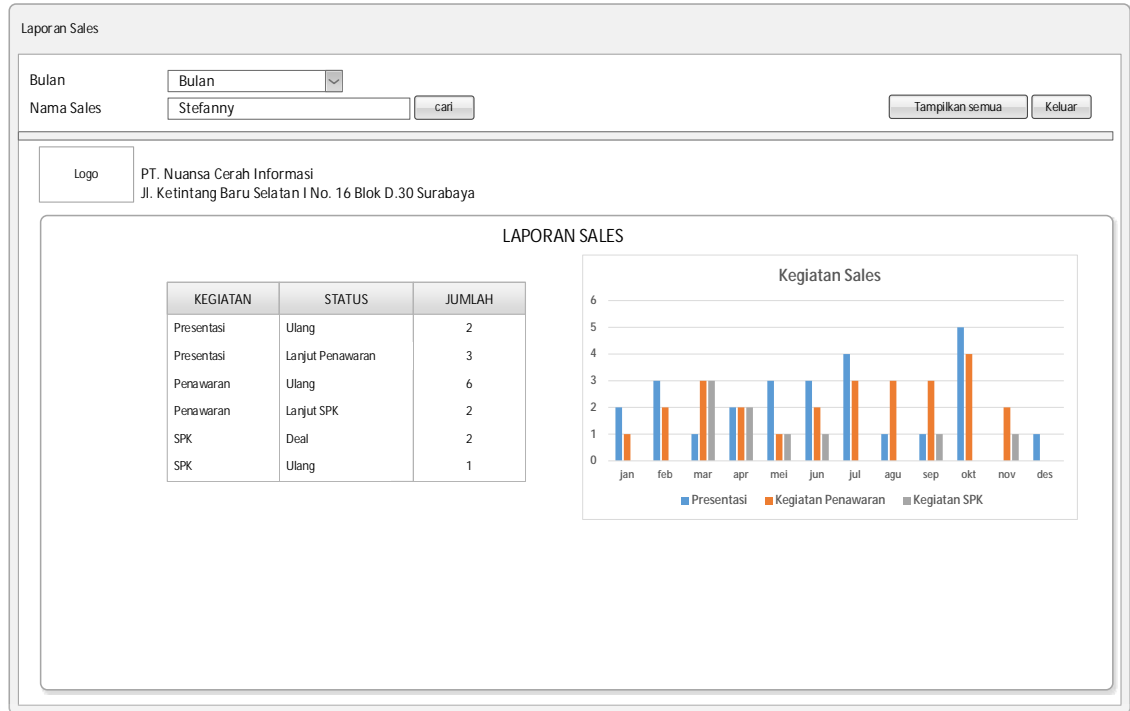 Laporan Sales
Bulan Bulan
Nama Sales Stefanny cari Tampilkan semua Keluar
Logo
PT. Nuansa Cerah Informasi
Jl. Ketintang Baru Selatan I No. 16 Blok D.30 Surabaya
LAPORAN SALES
KEGIATAN STATUS JUMLAH
Presentasi Ulang 2
Presentasi Lanjut Penawaran 3
Penawaran Ulang 6
Penawaran Lanjut SPK 2
SPK Deal 2
SPK Ulang 1
Kegiatan Sales
6
5
4
3
2
1
0
jan feb mar apr mei jun jul agu sep okt nov des
Presentasi Kegiatan Penawaran Kegiatan SPK